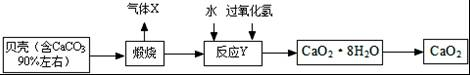 气体X
水 过氧化氢
贝壳（含CaCO3
90%左右）
煅烧
反应Y
CaO2·8H2O
CaO2